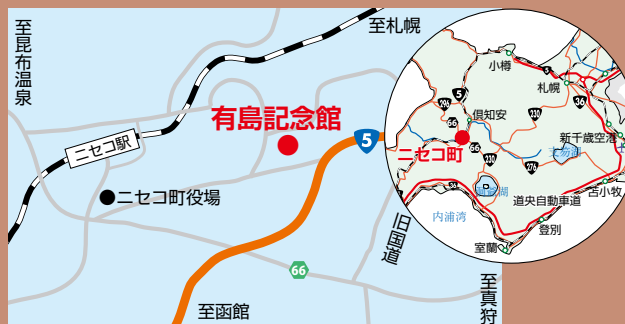 至昆布温泉
至札幌
有島記念館
5
ニセコ駅
ニセコ町役場
旧国道
66
至函館
至真狩
小樽
5
札幌
36
230
俱知安
66
新千歳空港
ニセコ町
支笏湖
66
230
276
洞爺湖
苫小牧
道央自動車道
内浦湾
登別
室蘭